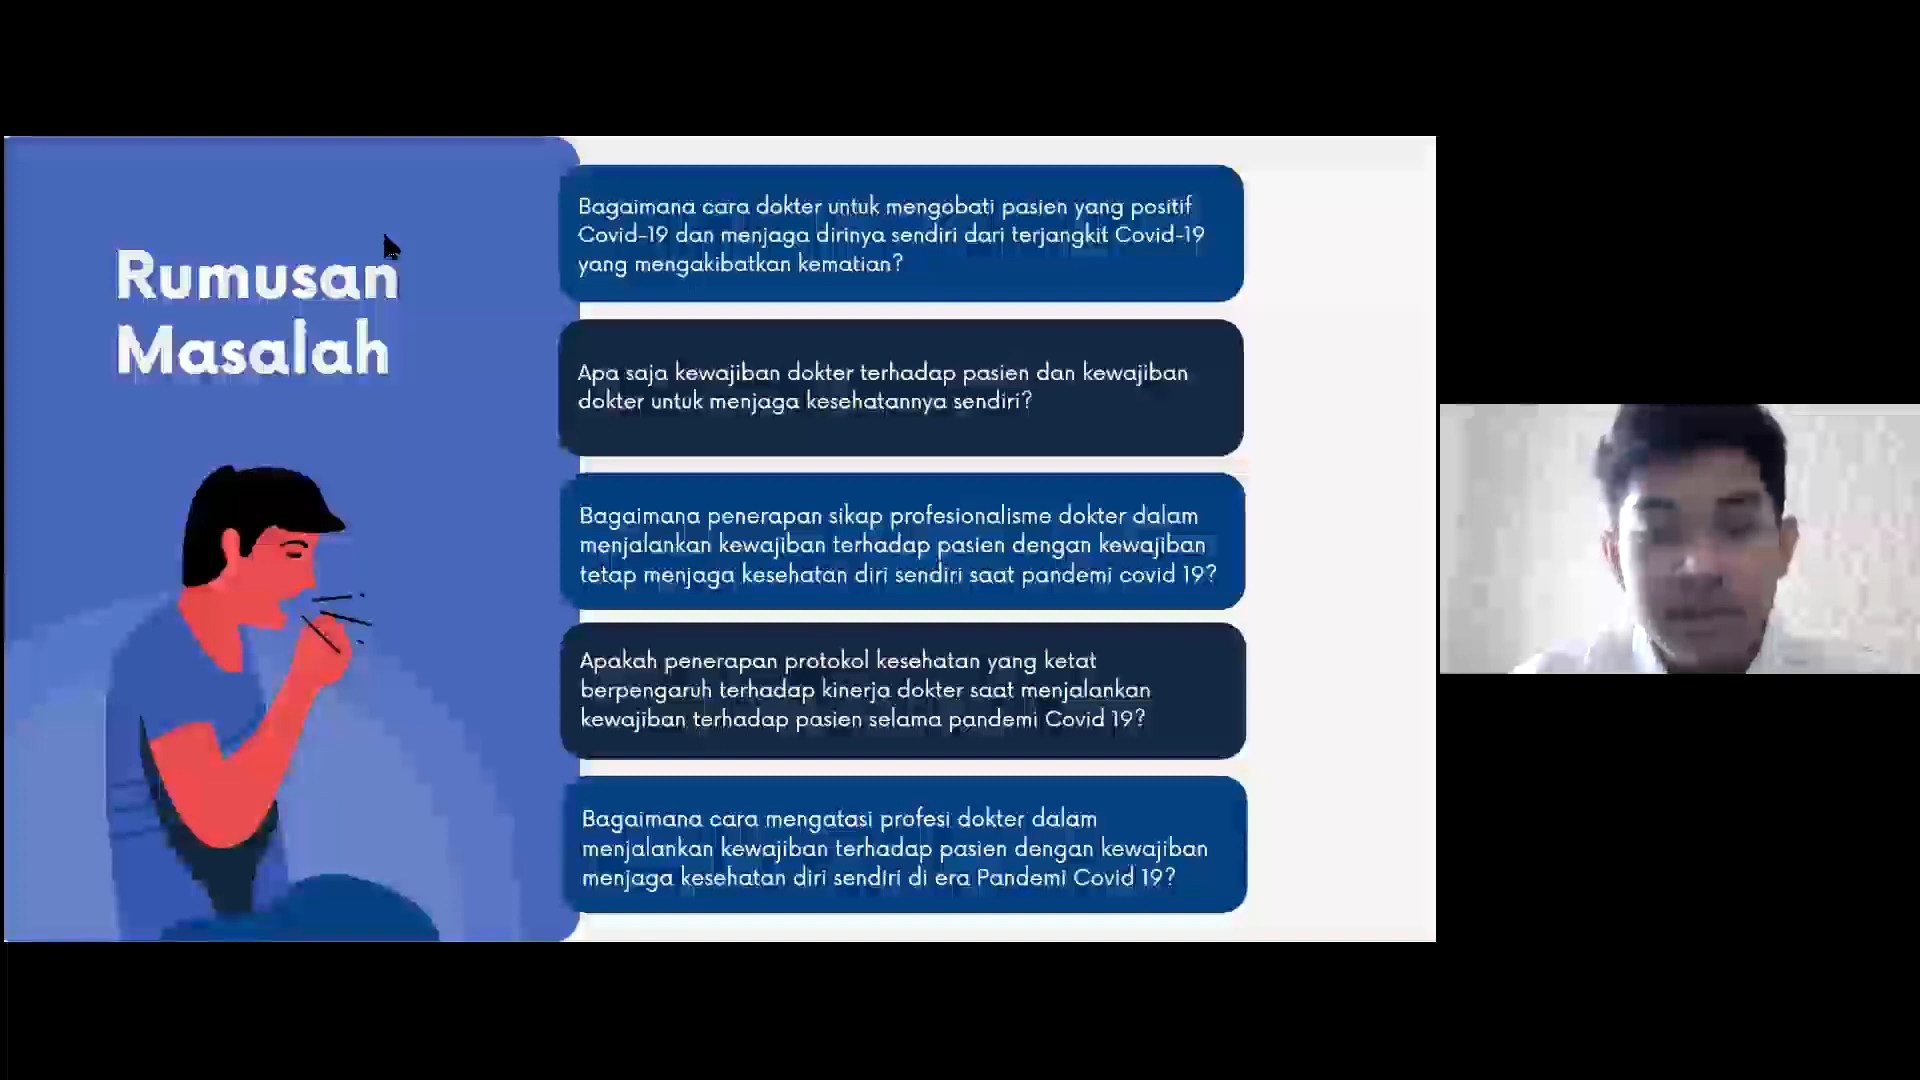 Rumusan
Masalah
Bagaimana cara dokter untuk mengobati pasien yang positif
Covid-19 dan menjaga dirinya sendiri dari terjangkit Covid-19
yang mengakibatkan kematian?
Apa saja kewajiban dokter terhadap pasien dan kewajiban
dokter untuk menjaga kesehatannya sendiri?
Bagaimana penerapan sikap profesionalisme dokter dalam
menjalankan kewajiban terhadap pasien dengan kewajiban
tetap menjaga kesehatan diri sendiri saat pandemi covid 19?
Apakah penerapan protokol kesehatan yang ketat
berpengaruh terhadap kinerja dokter saat menjalankan
kewajiban terhadap pasien selama pandemi Covid 19?
Bagaimana cara mengatasi profesi dokter dalam
menjalankan kewajiban terhadap pasien dengan kewajiban
menjaga kesehatan diri sendiri di era Pandemi Covid 19?